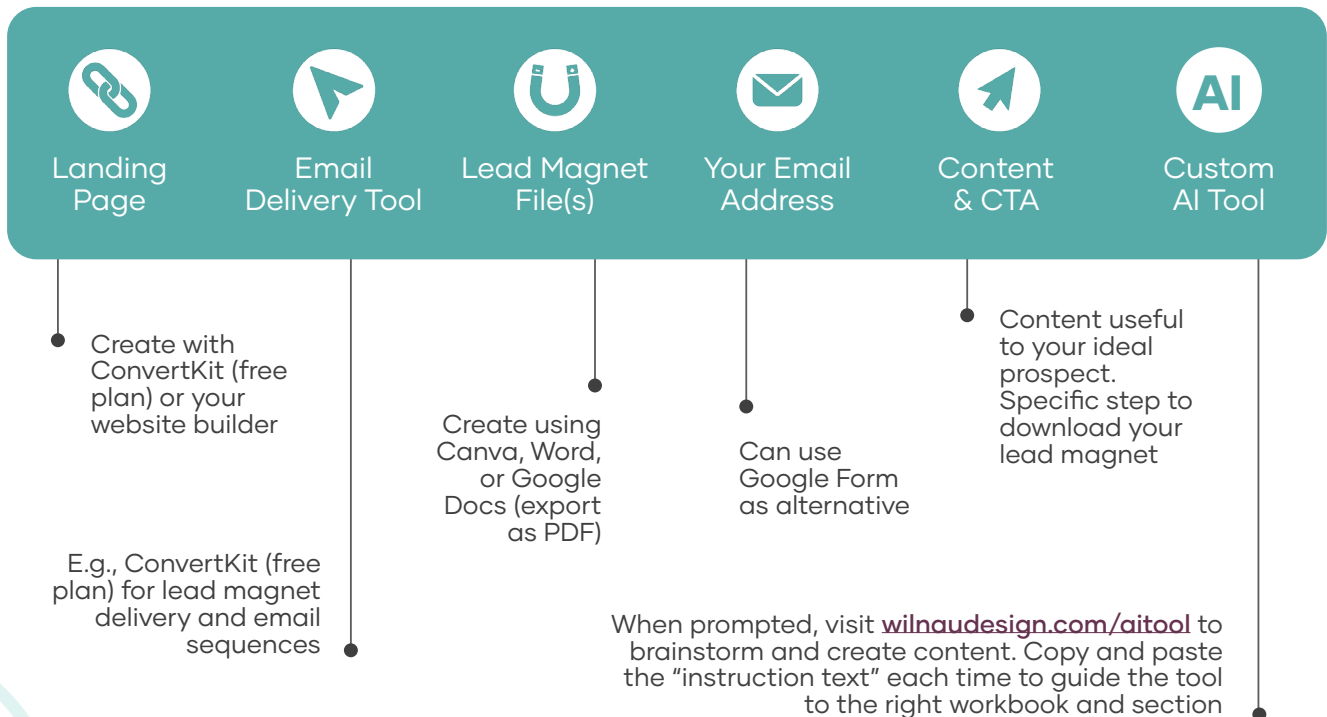 AI
Landing
Page
Email
Delivery Tool
Lead Magnet
File(s)
Your Email
Address
Content
& CTA
Custom
AI Tool
Create with
ConvertKit (free
plan) or your
website builder
E.g., ConvertKit (free
plan) for lead magnet
delivery and email
sequences
Create using
Canva, Word,
or Google
Docs (export
as PDF)
Can use
Google Form
as alternative
Content useful
to your ideal
prospect.
Specific step to
download your
lead magnet
When prompted, visit wilnaudesign.com/aitool to
brainstorm and create content. Copy and paste
the “instruction text” each time to guide the tool
to the right workbook and section